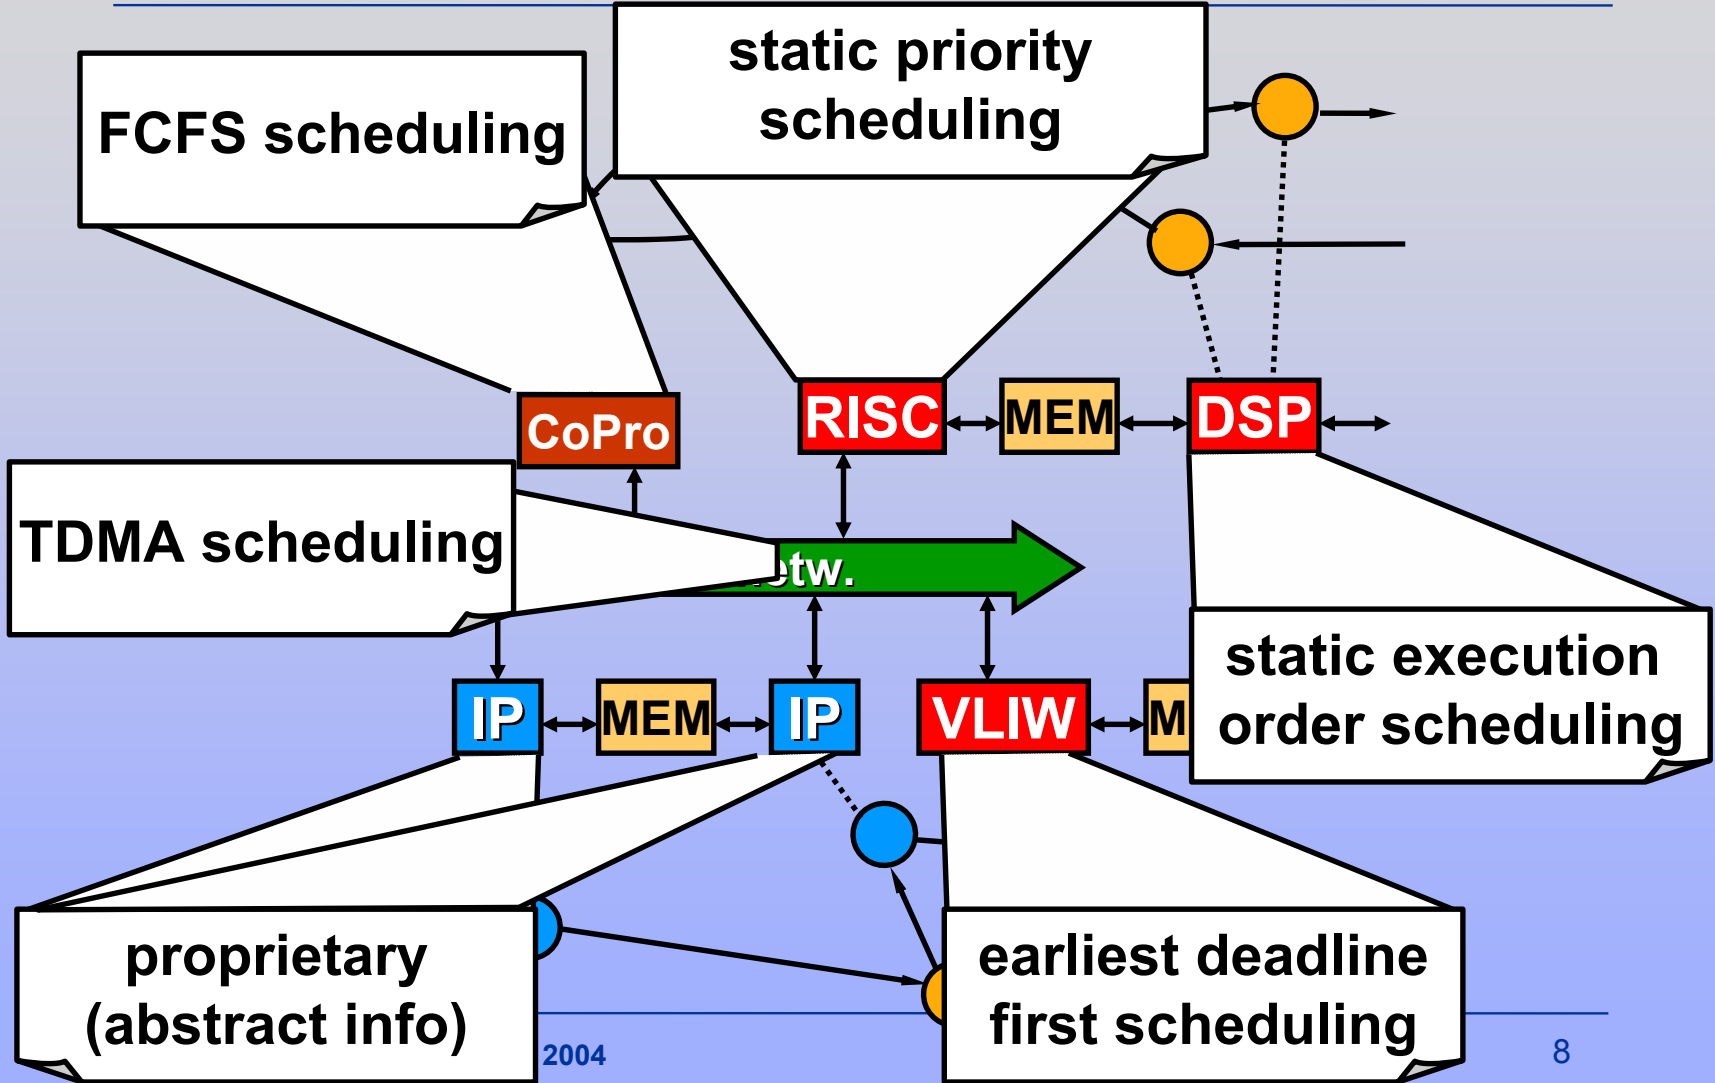 static priority
scheduling
FCFS scheduling
CoPro
RISC
MEM
DSP
TDMA scheduling
etw.
static execution
order scheduling
IP
MEM
IP
VLIW
M
proprietary
(abstract info)
earliest deadline
first scheduling
2004
8